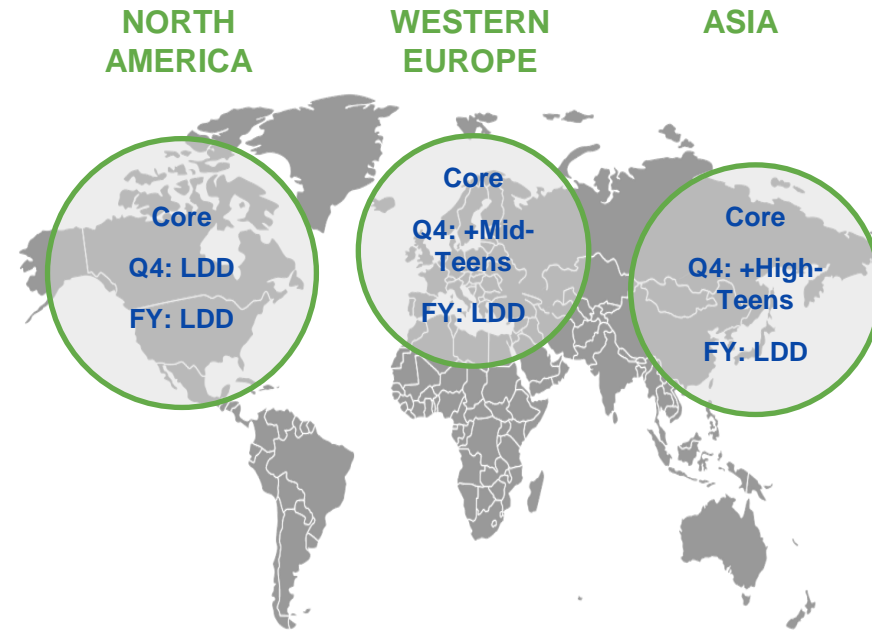 NORTH
AMERICA
WESTERN
EUROPE
ASIA
Core
Q4: LDD
FY: LDD
Core
Q4: +Mid-
Teens
FY: LDD
Core
Q4: +High-
Teens
FY: LDD